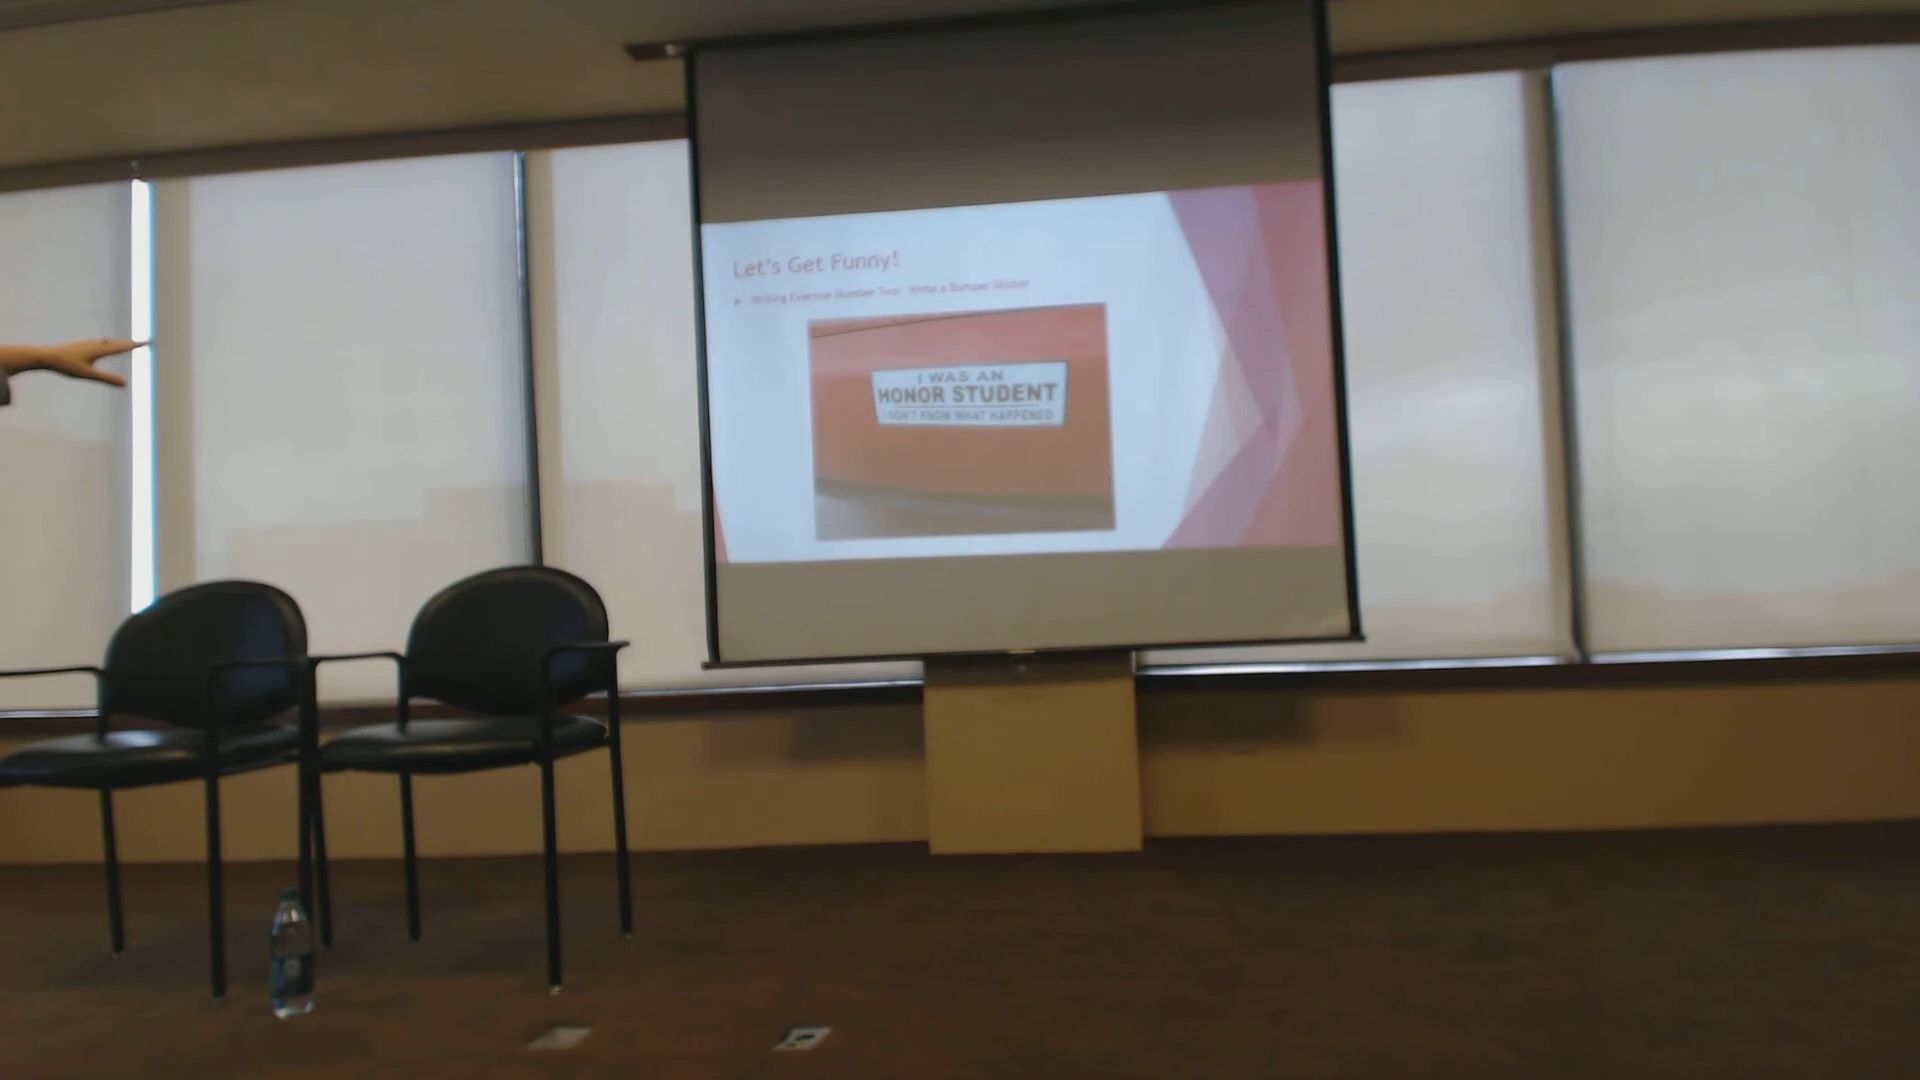 Let's Get Funny!
Writing Exercise Number Two: Write a Bumper Sticker
I WAS AN
HONOR STUDENT
I DON'T KNOW WHAT HAPPENED